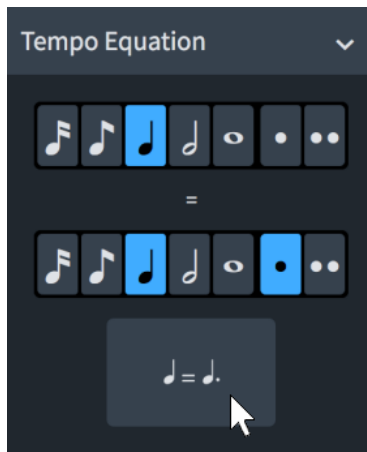 Tempo Equation
=
=